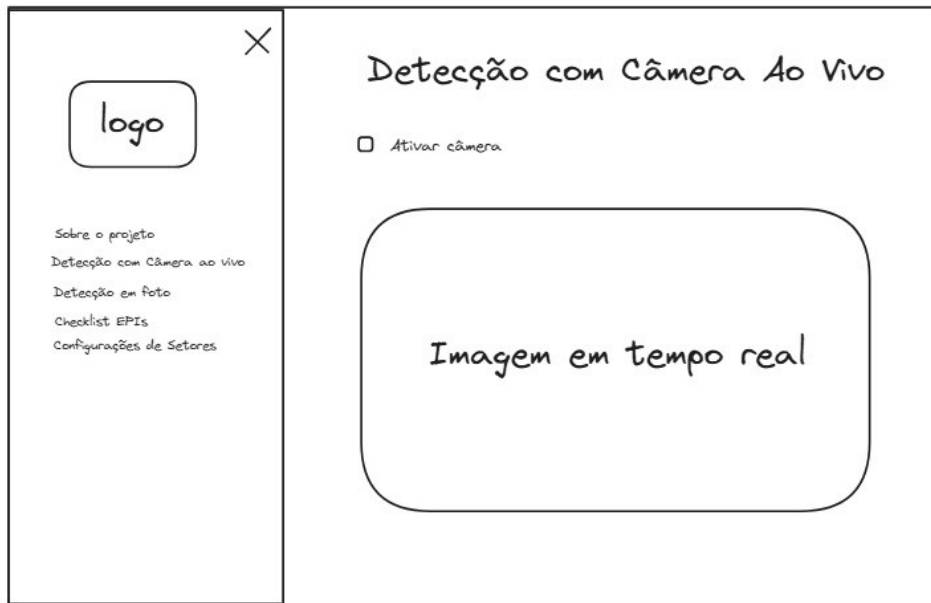 logo
Sobre o projeto
Detecção com Câmera ao vivo
Detecção em foto
Checklist EPIs
Configurações de Setores
Detecção com Câmera Ao Vivo
Ativar câmera
Imagem em tempo real